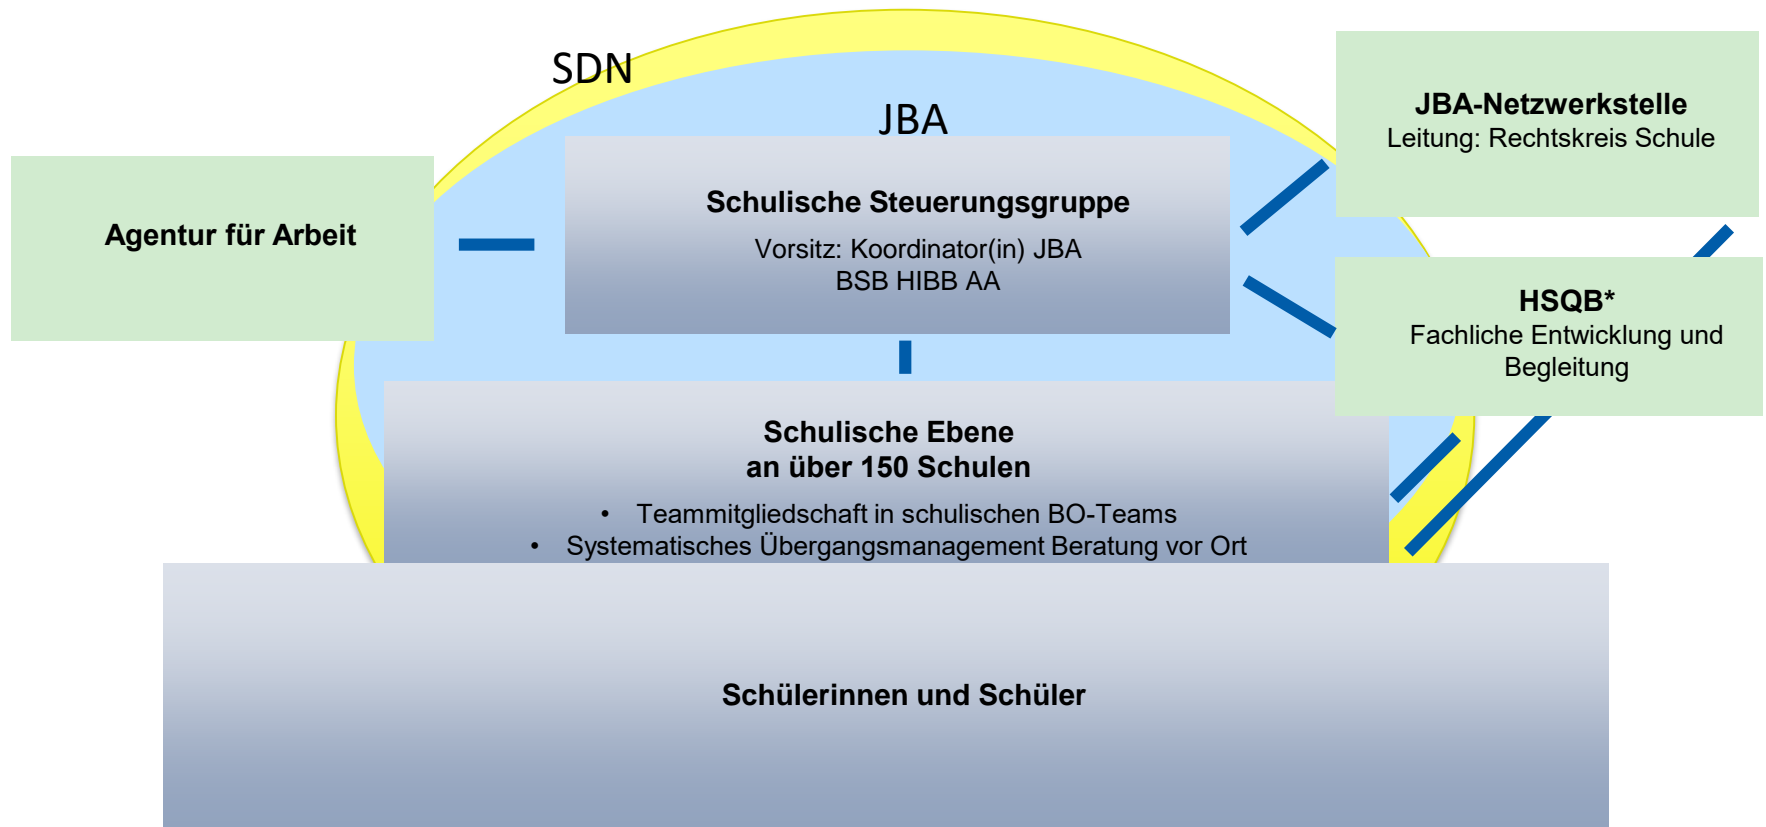 SDN
JBA
JBA-Netzwerkstelle
Leitung: Rechtskreis Schule
Agentur für Arbeit
Schulische Steuerungsgruppe
Vorsitz: Koordinator(in) JBA
BSB HIBB AA
HSQB*
Fachliche Entwicklung und
Begleitung
Schulische Ebene
an über 150 Schulen
• Teammitgliedschaft in schulischen BO-Teams
• Systematisches Übergangsmanagement Beratung vor Ort
Schülerinnen und Schüler